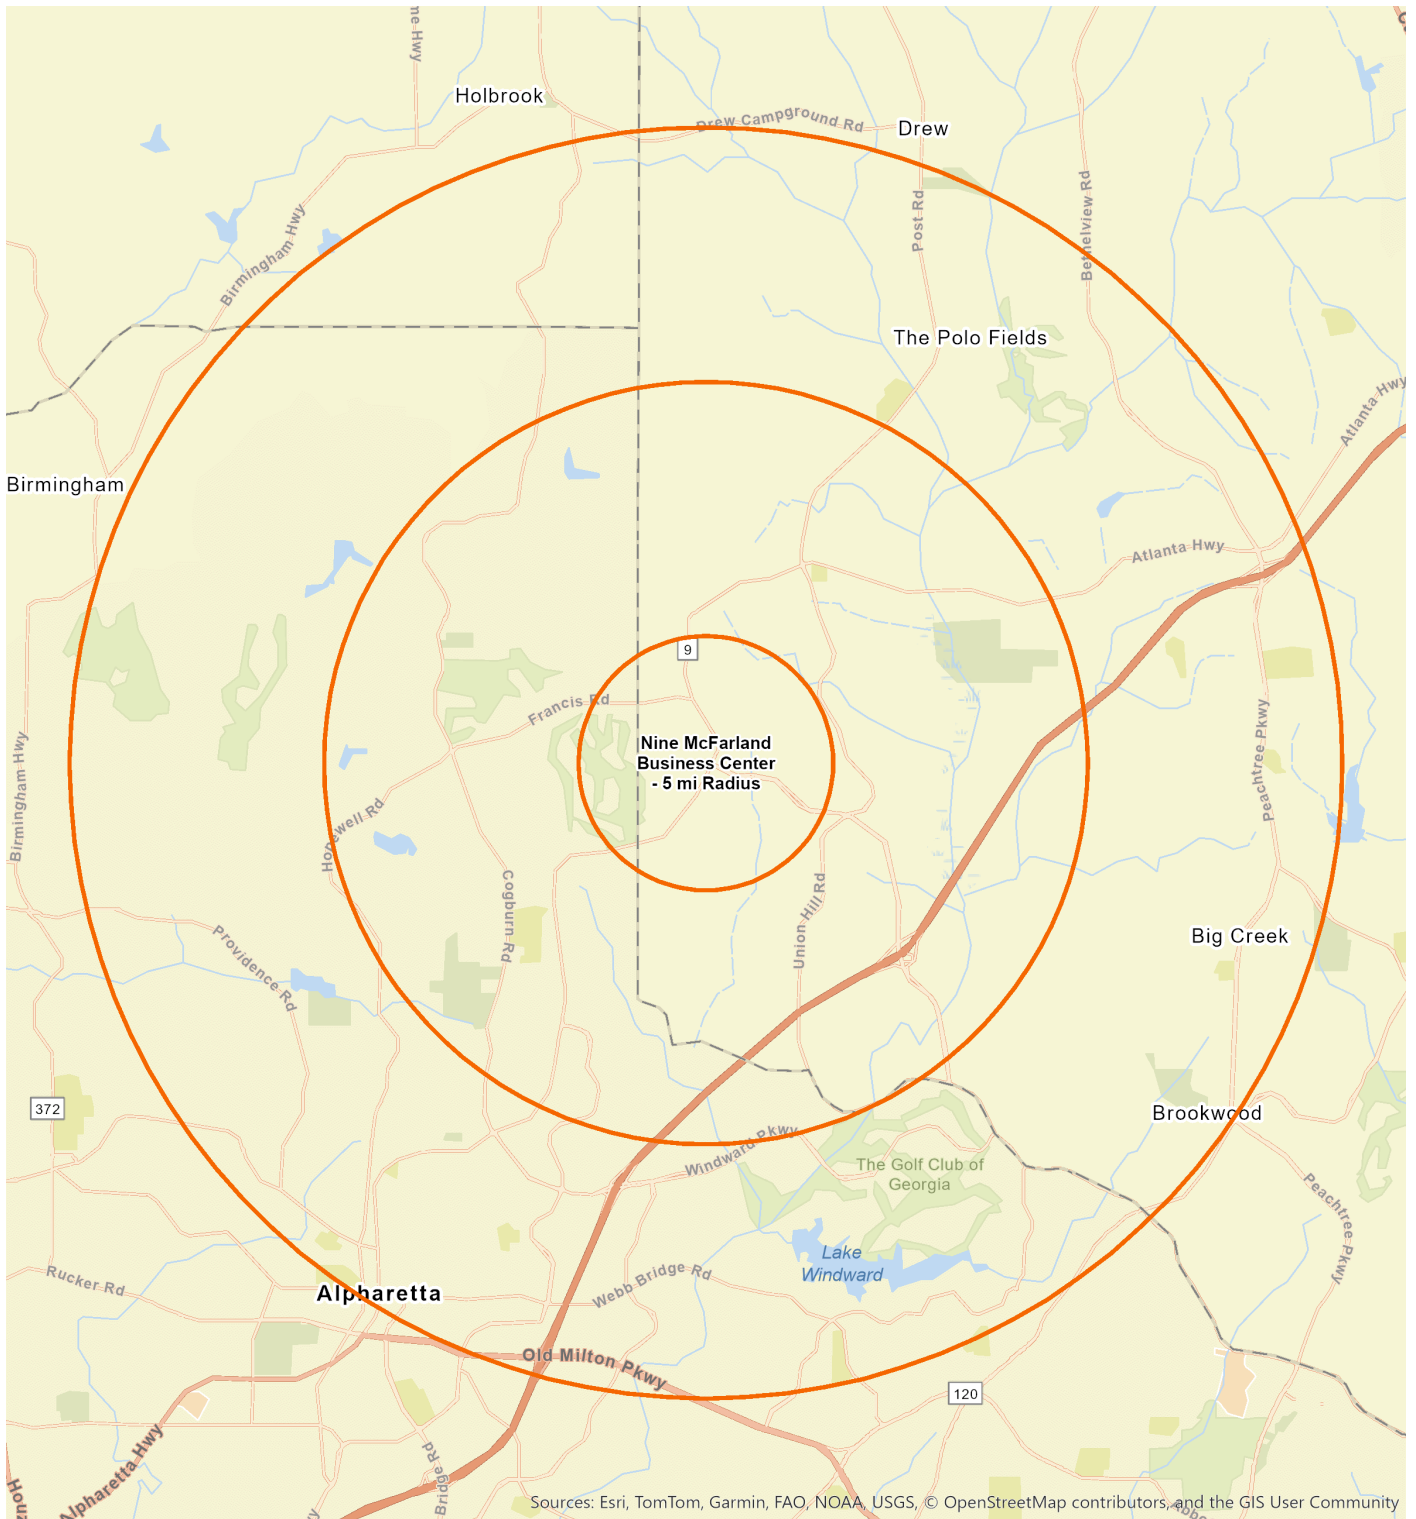 me Hwy
Holbrook
Drew Campground Rd
Drew
Birmingham Hwy
Post Rd
Bethelview Rd
The Polo Fields
Atlanta Hwy
Birmingham
Atlanta Hwy
9
Francis Rd
Nine McFarland
Business Center
- 5 mi Radius
Birmingham Hwy
Peachtree Pkwy
Hopewell Rd
Cogburn Rd
Union Hill Rd
Providence Rd
Big Creek
372
Brookwood
Windward Pkwy
The Golf Club of
Georgia
Peachtree Pkwy
Lake
Windward
Rucker Rd
Alpharetta
Webb Bridge Rd
Old Milton Pkwy
120
Alpharetta Hwy
Bridge Rd
Sources: Esri, TomTom, Garmin, FAO, NOAA, USGS, © OpenStreetMap contributors, and the GIS User Community